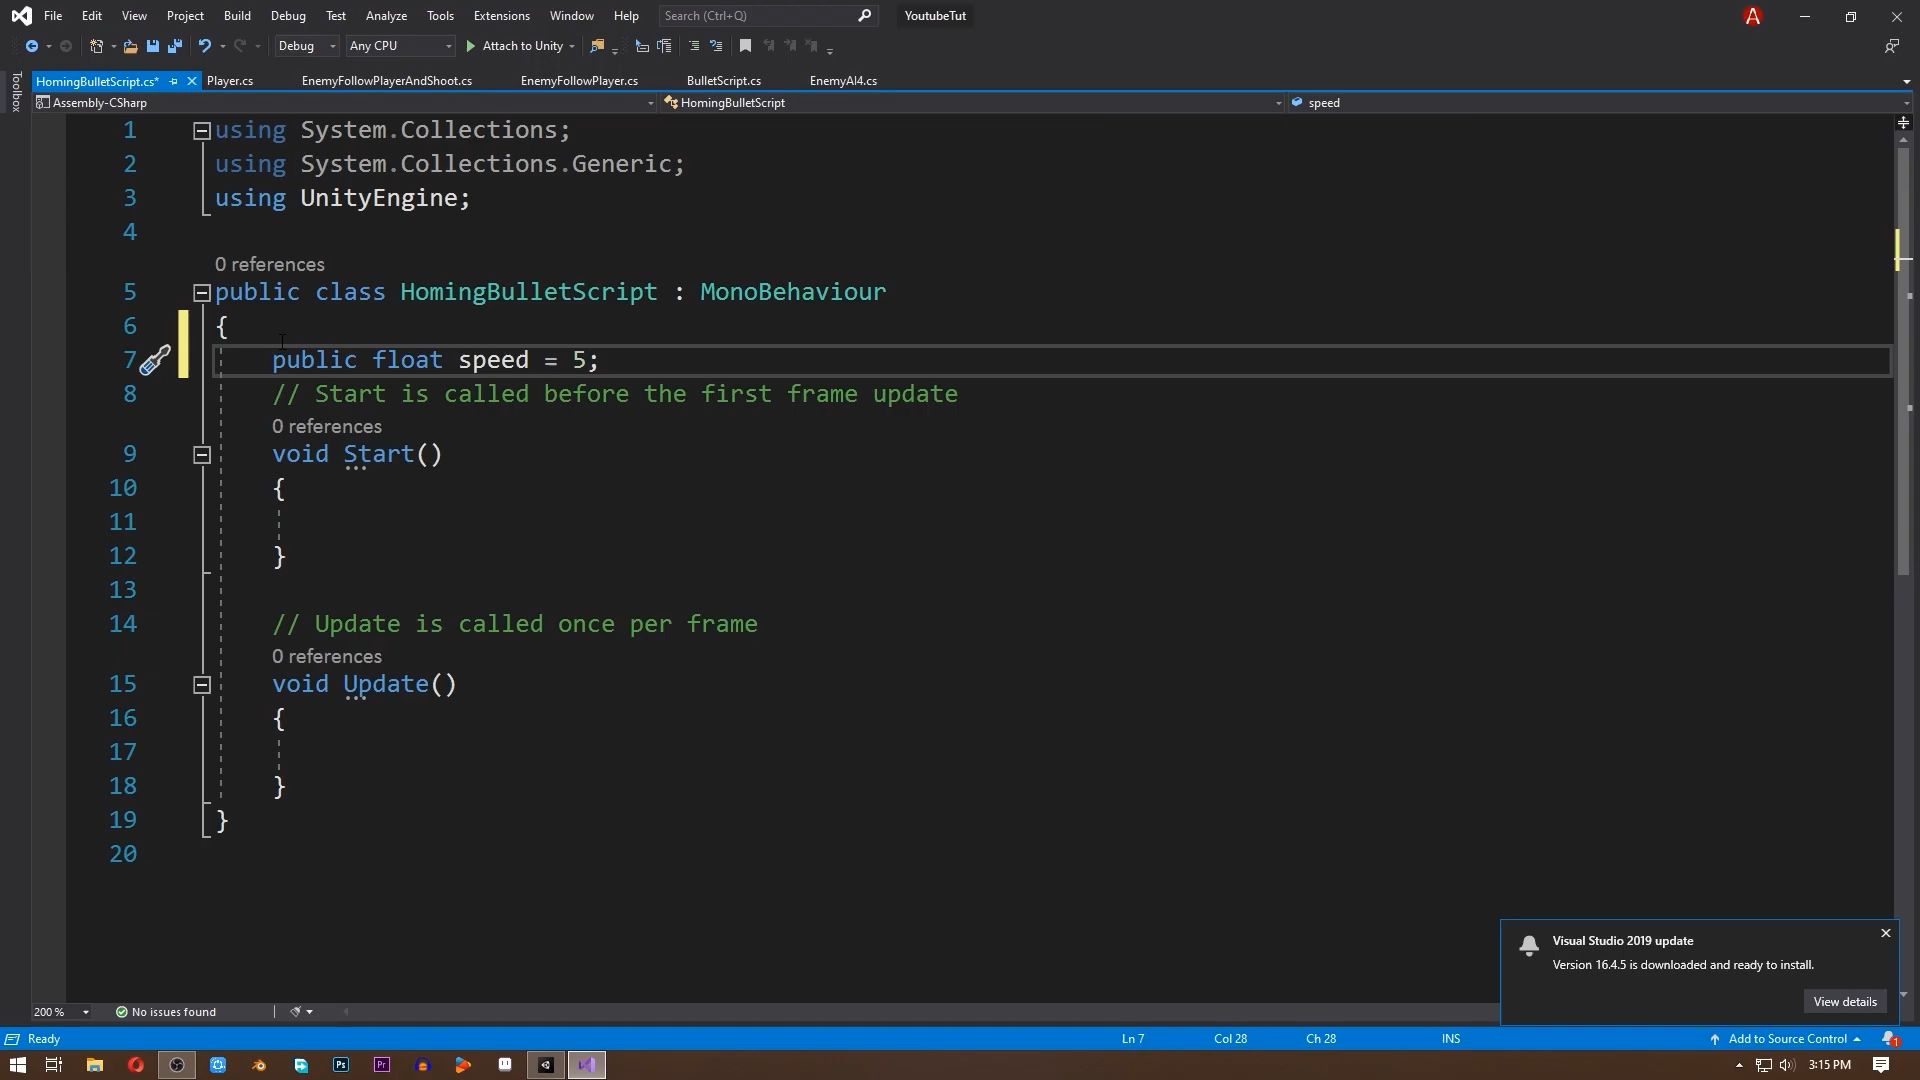 File Edit View Project Build Debug Test Analyze Tools Extensions Window Help Search (Ctrl+Q) YoutubeTut A
Debug Any CPU Attach to Unity
Toolbox
HomingBulletScript.cs* Player.cs EnemyFollowPlayerAndShoot.cs EnemyFollowPlayer.cs BulletScript.cs EnemyAI4.cs
Assembly-CSharp HomingBulletScript speed
1 using System.Collections;
2 using System.Collections.Generic;
3 using UnityEngine;
4
0 references
5 public class HomingBulletScript : MonoBehaviour
6 {
7 public float speed = 5;
8 // Start is called before the first frame update
0 references
9 void Start()
10 {
11
12 }
13
14 // Update is called once per frame
0 references
15 void Update()
16 {
17
18 }
19 }
20
Visual Studio 2019 update
Version 16.4.5 is downloaded and ready to install.
View details
200 % No issues found
Ready Ln 7 Col 28 Ch 28 INS Add to Source Control 1
Ps Pr 3:15 PM